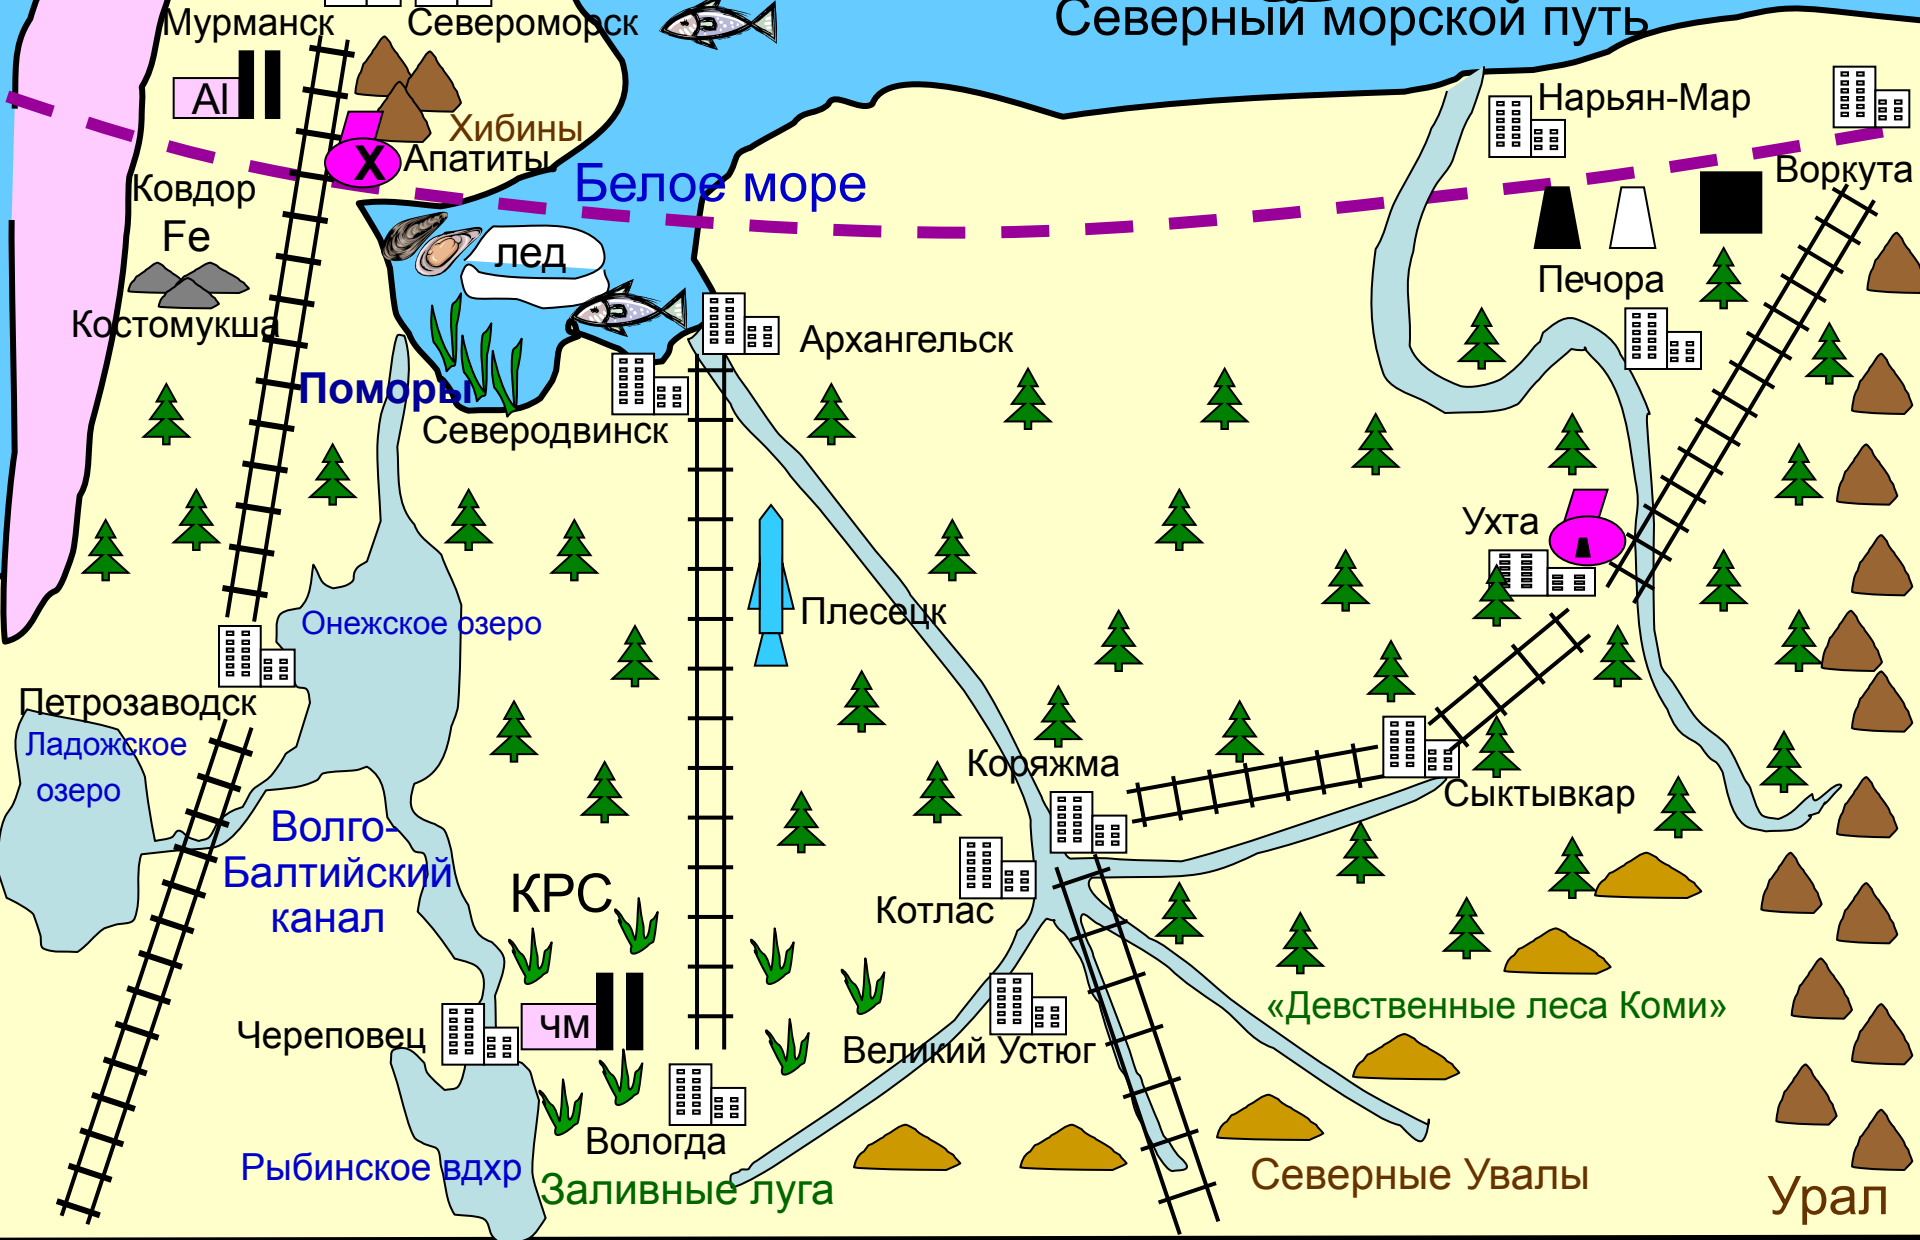 Мурманск
Североморск
Северный морской путь
Al
Нарьян-Мар
Хибины
X
Апатиты
Воркута
Белое море
Ковдор
Fe
лед
Печора
Костомукша
Архангельск
Поморы
Северодвинск
Ухта
Плесецк
Онежское озеро
Петрозаводск
Ладожское
озеро
Коряжма
Сыктывкар
Волго-
Балтийский
канал
КРС
Котлас
«Девственные леса Коми»
Череповец
чм
Великий Устюг
Вологда
Рыбинское вдхр
Заливные луга
Северные Увалы
Урал